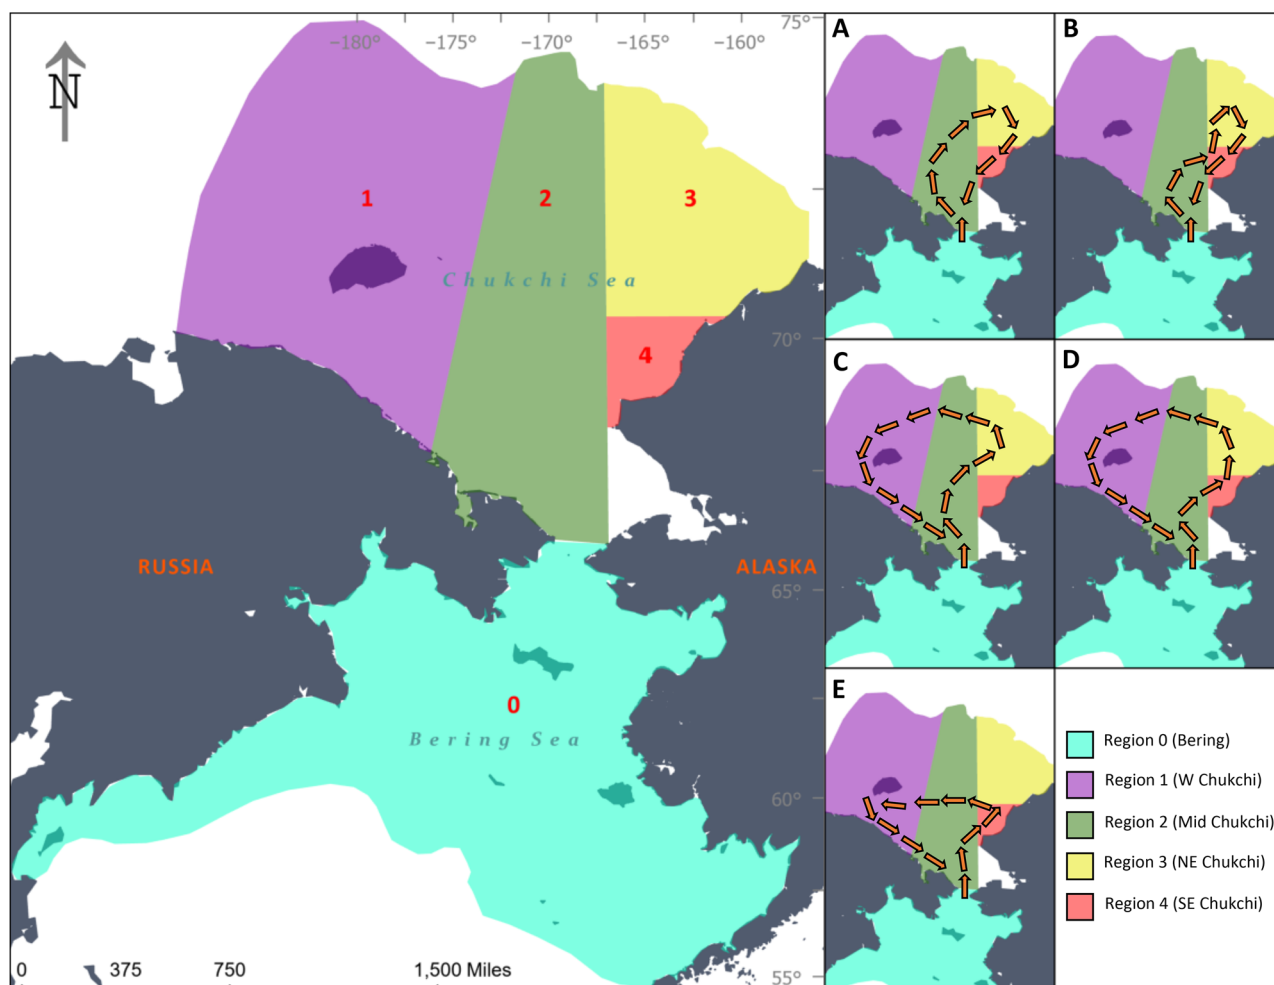 −180° −175° −170° −165° −160°
75°
N
1
2
3
Chukchi Sea
70°
4
RUSSIA
ALASKA
65°
0
Bering Sea
60°
0 375 750 1,500 Miles
55°
A
B
C
D
E
Region 0 (Bering)
Region 1 (W Chukchi)
Region 2 (Mid Chukchi)
Region 3 (NE Chukchi)
Region 4 (SE Chukchi)